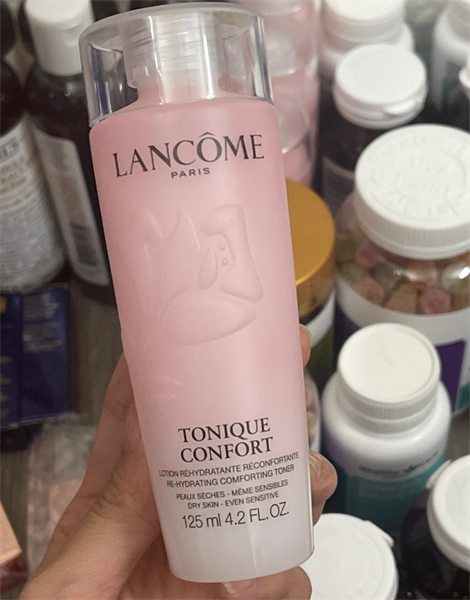 LANCÔME
PARIS
TONIQUE
CONFORT
LOTION RÉHYDRATANTE RÉCONFORTANTE
RE-HYDRATING COMFORTING TONER
PEAUX SÈCHES - MÊME SENSIBLES
DRY SKIN - EVEN SENSITIVE
125 ml 4.2 FL.OZ.